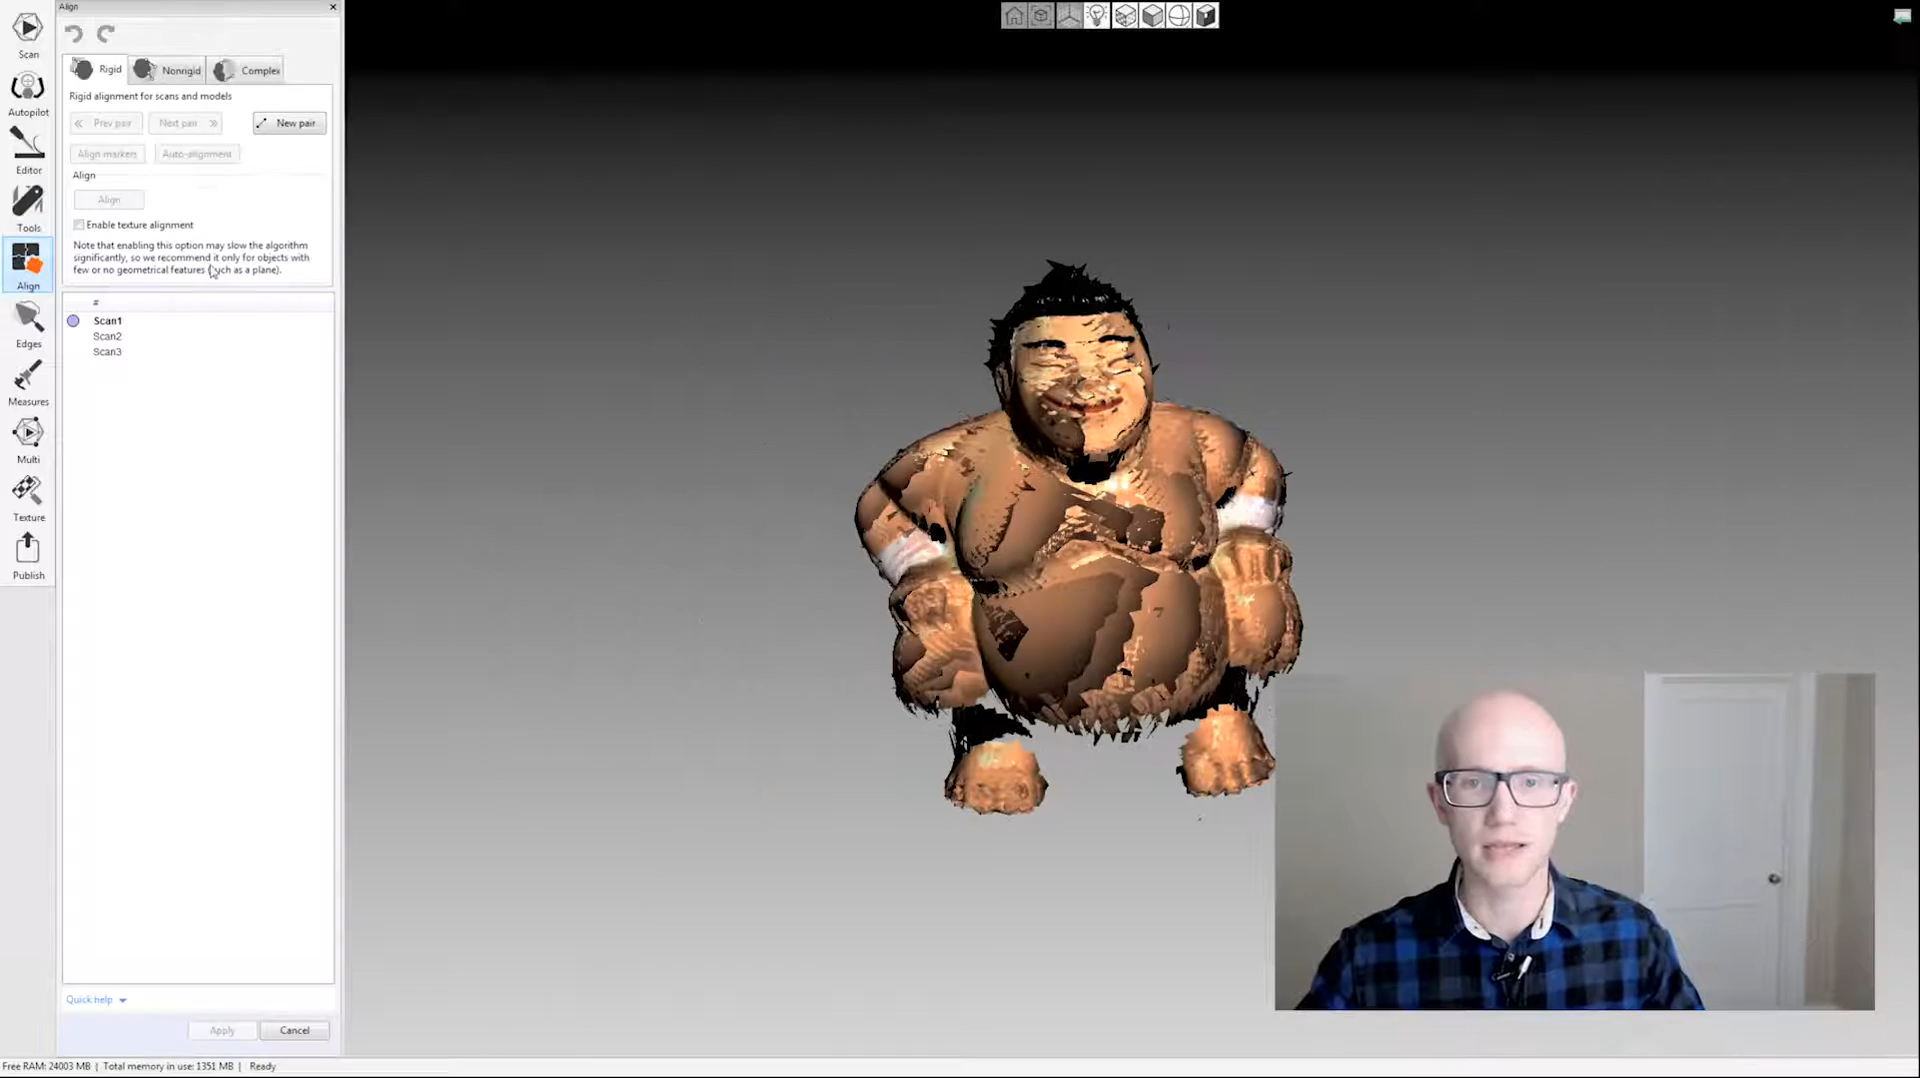 Align
Scan
Autopilot
Editor
Tools
Align
Edges
Measures
Multi
Texture
Publish
Rigid
Nonrigid
Complex
Rigid alignment for scans and models
Prev pair
Next pair
New pair
Align markers
Auto-alignment
Align
Align
Enable texture alignment
Note that enabling this option may slow the algorithm
significantly, so we recommend it only for objects with
few or no geometrical features (such as a plane).
#
Scan1
Scan2
Scan3
Quick help
Apply
Cancel
Free RAM: 24003 MB | Total memory in use: 1351 MB | Ready